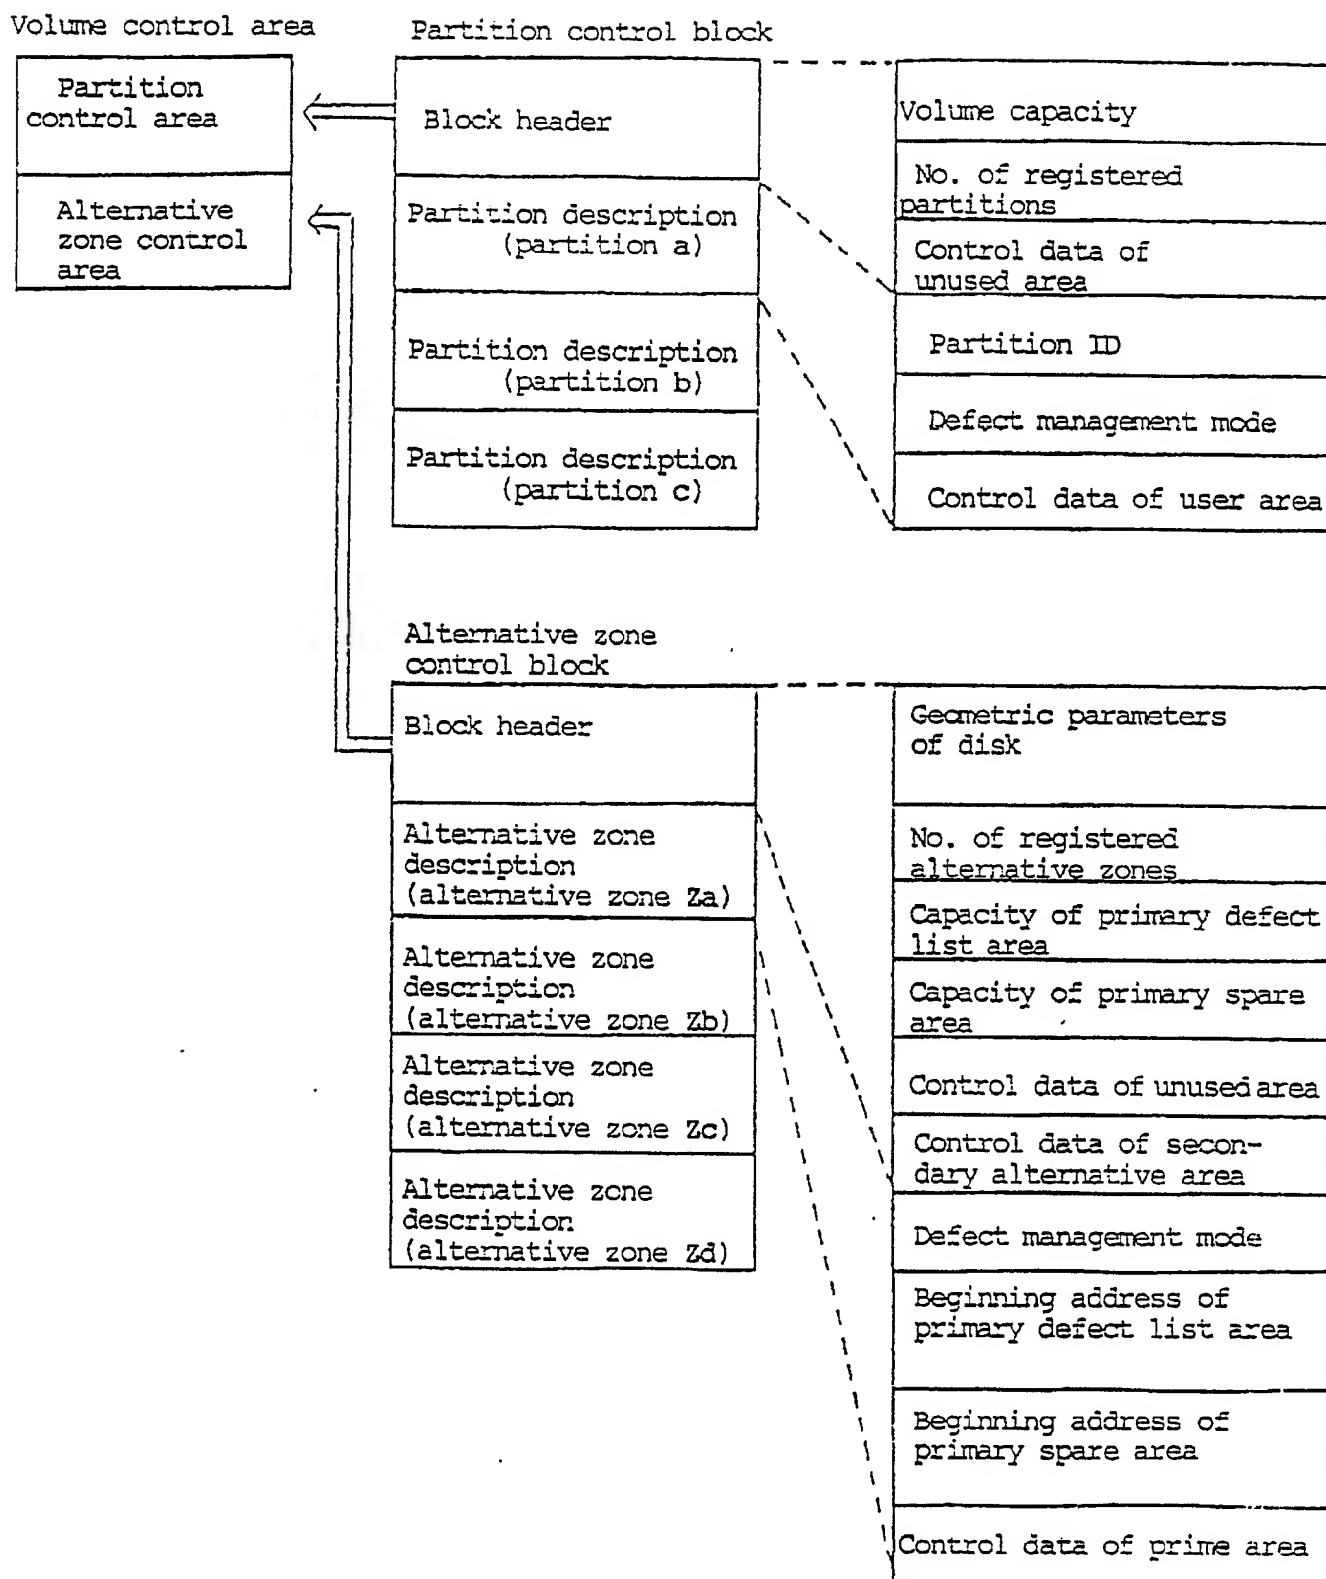 Volume control area
Partition
control area
Alternative
zone control
area
Partition control block
Block header
Partition description
(partition a)
Partition description
(partition b)
Partition description
(partition c)
Volume capacity
No. of registered
partitions
Control data of
unused area
Partition ID
Defect management mode
Control data of user area
Alternative zone
control block
Block header
Alternative zone
description
(alternative zone Za)
Alternative zone
description
(alternative zone Zb)
Alternative zone
description
(alternative zone Zc)
Alternative zone
description
(alternative zone Zd)
Geometric parameters
of disk
No. of registered
alternative zones
Capacity of primary defect
list area
Capacity of primary spare
area
Control data of unused area
Control data of secon-
dary alternative area
Defect management mode
Beginning address of
primary defect list area
Beginning address of
primary spare area
Control data of prime area